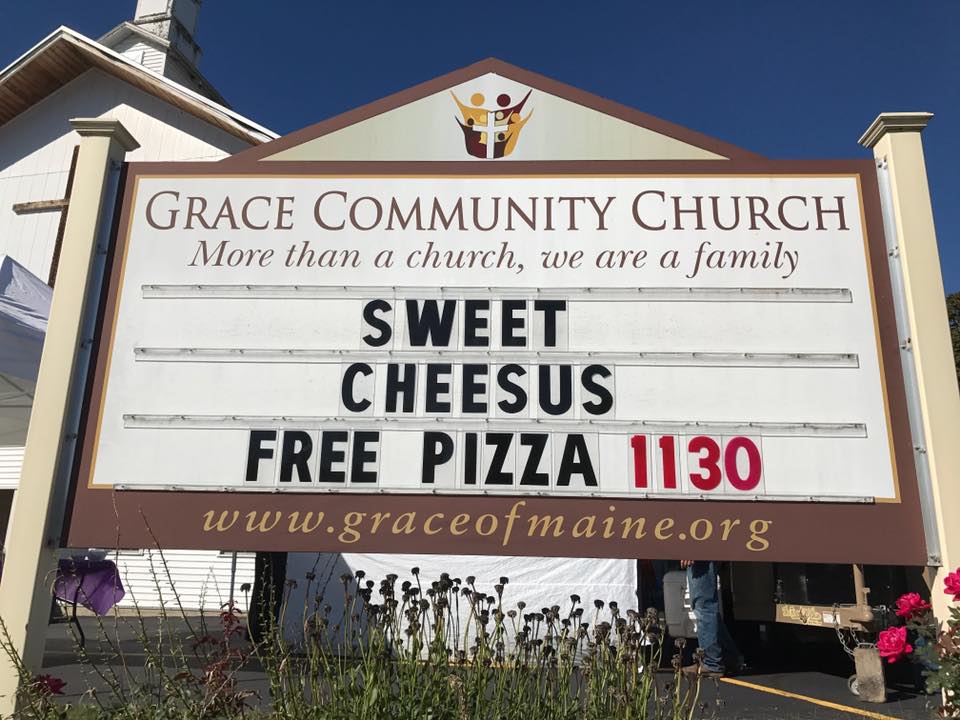 GRACE COMMUNITY CHURCH
More than a church, we are a family
SWEET
CHEESUS
FREE PIZZA 1130
www.graceofmaine.org